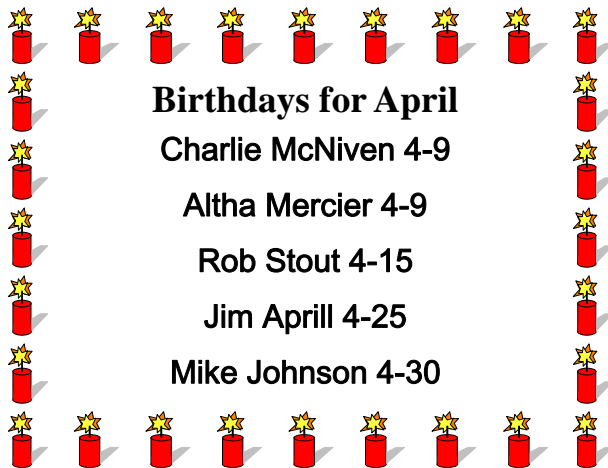 Birthdays for April
Charlie McNiven 4-9
Altha Mercier 4-9
Rob Stout 4-15
Jim Aprill 4-25
Mike Johnson 4-30